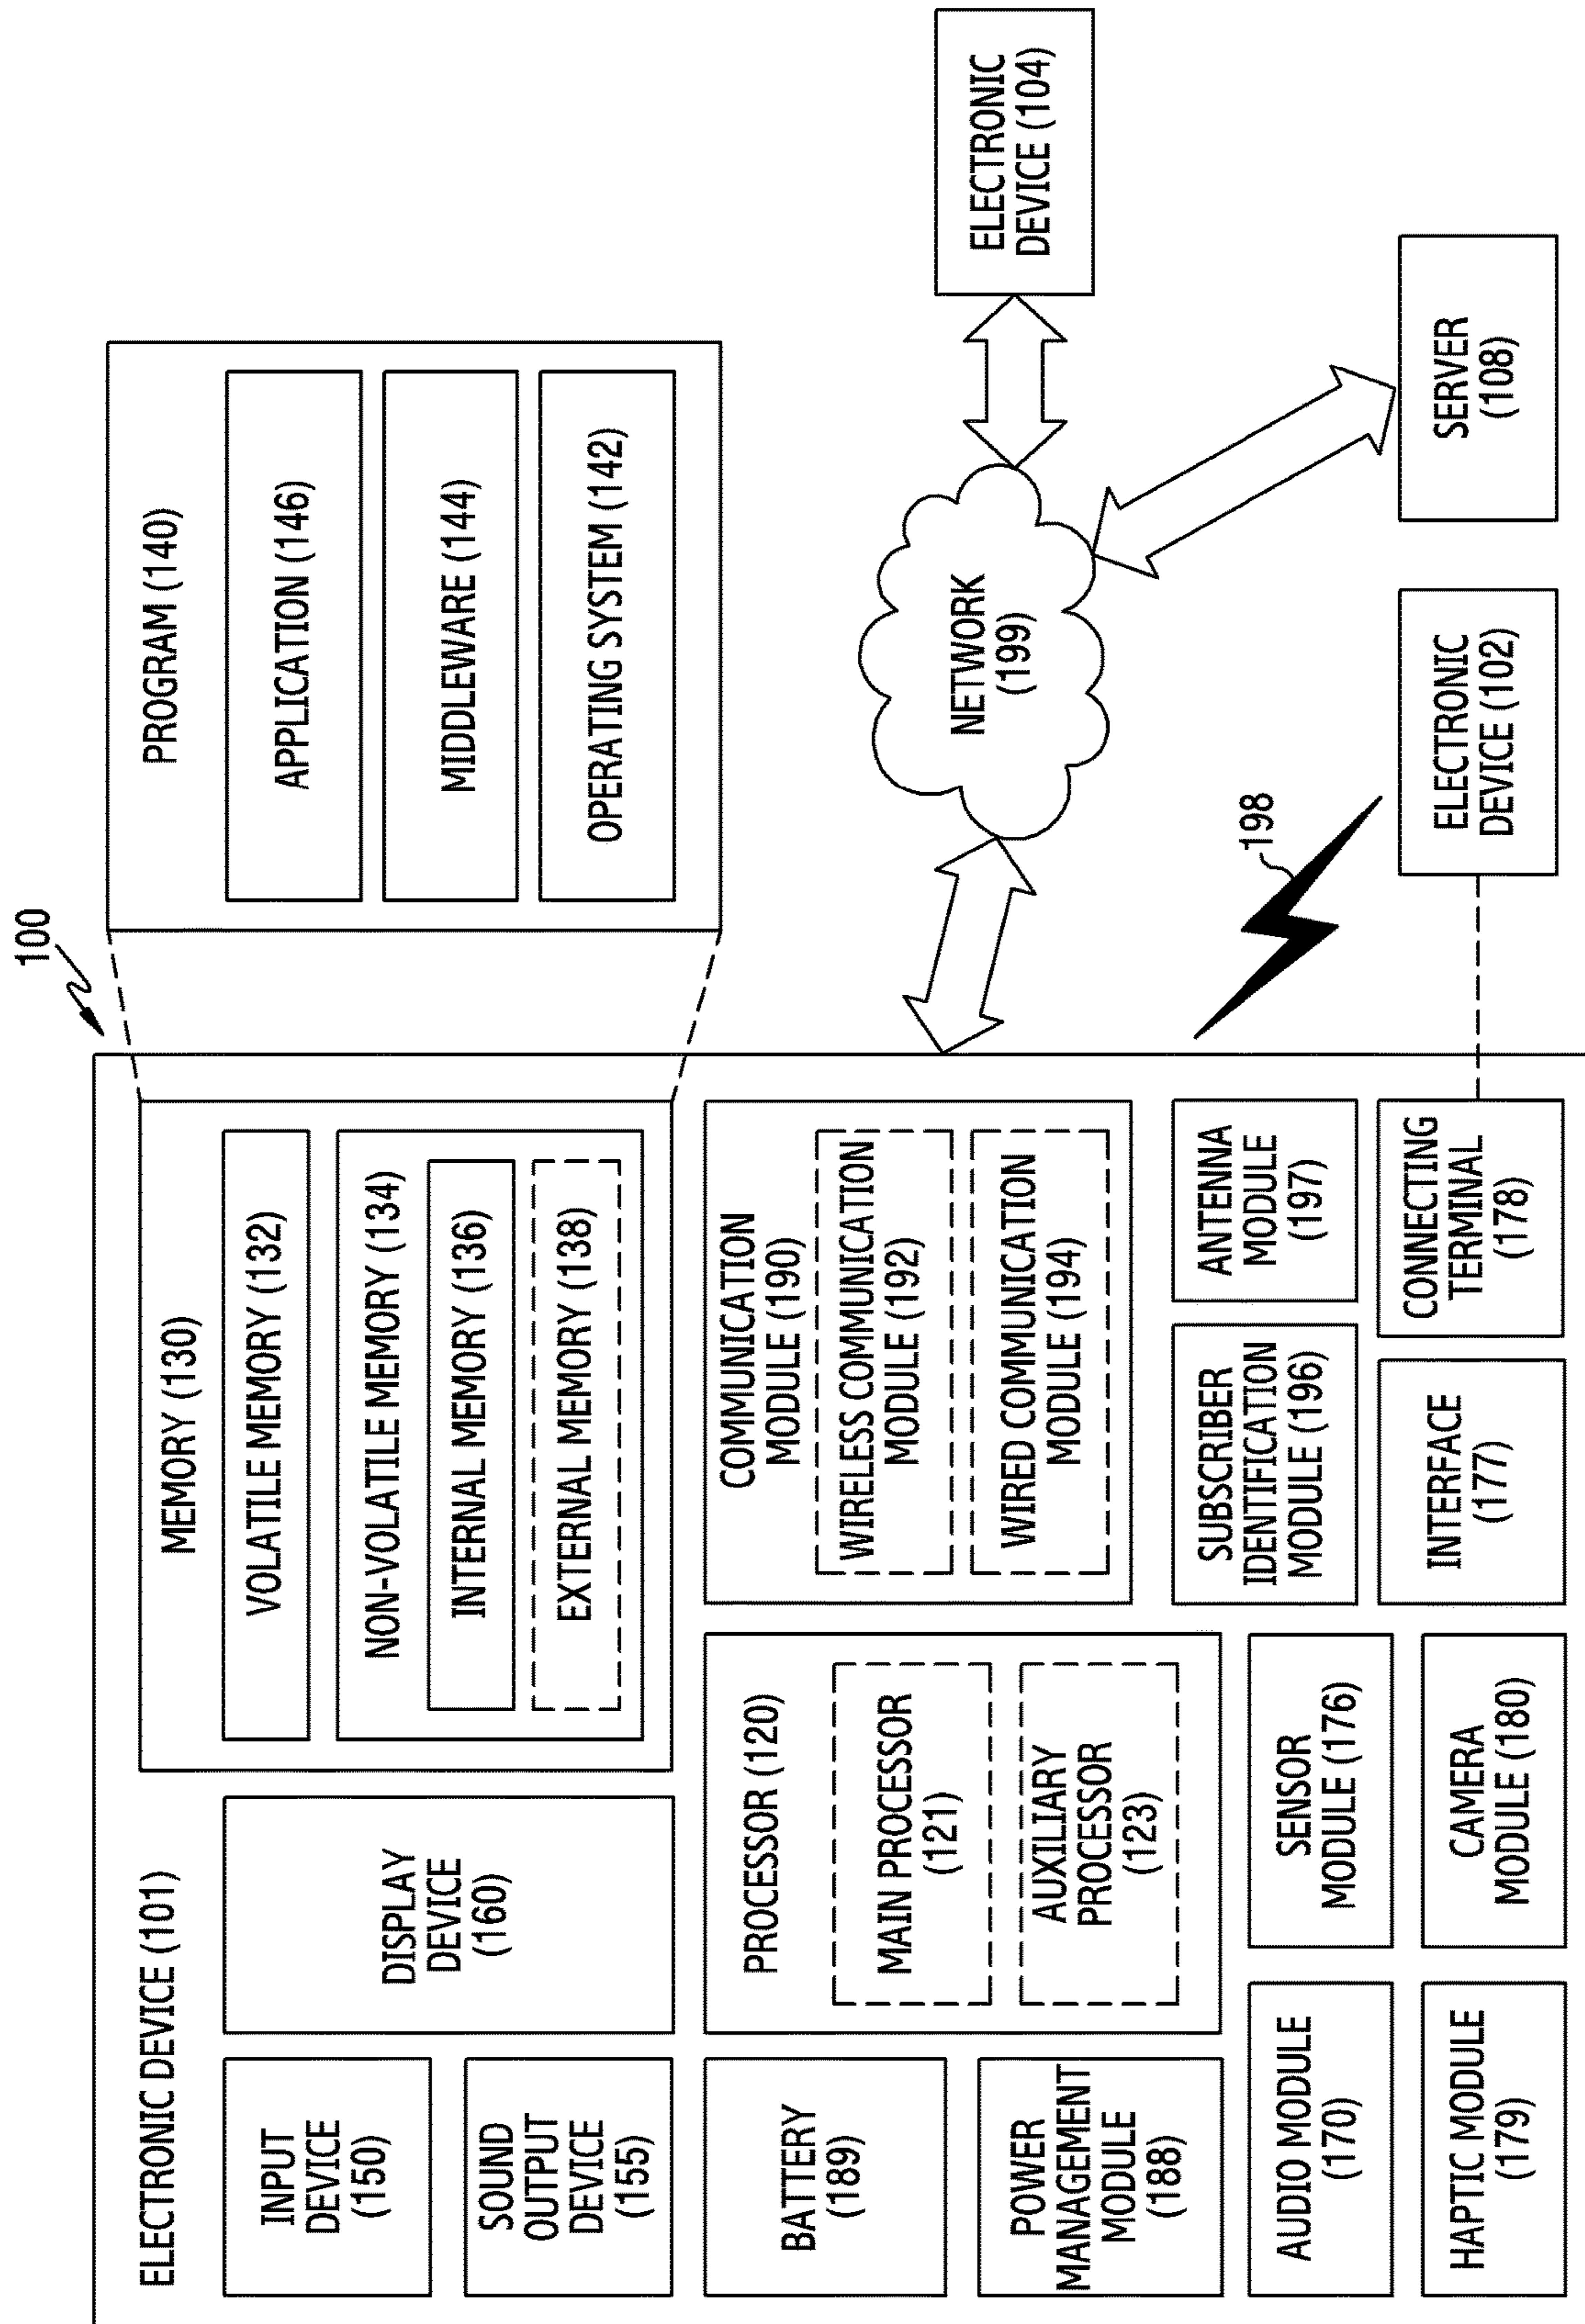 100
ELECTRONIC DEVICE (101)
INPUT
DEVICE
(150)
SOUND
OUTPUT
DEVICE
(155)
DISPLAY
DEVICE
(160)
MEMORY (130)
VOLATILE MEMORY (132)
NON-VOLATILE MEMORY (134)
INTERNAL MEMORY (136)
EXTERNAL MEMORY (138)
PROGRAM (140)
APPLICATION (146)
MIDDLEWARE (144)
OPERATING SYSTEM (142)
BATTERY
(189)
POWER
MANAGEMENT
MODULE
(188)
PROCESSOR (120)
MAIN PROCESSOR
(121)
AUXILIARY
PROCESSOR
(123)
COMMUNICATION
MODULE (190)
WIRELESS COMMUNICATION
MODULE (192)
WIRED COMMUNICATION
MODULE (194)
AUDIO MODULE
(170)
SENSOR
MODULE (176)
SUBSCRIBER
IDENTIFICATION
MODULE (196)
ANTENNA
MODULE
(197)
HAPTIC MODULE
(179)
CAMERA
MODULE (180)
INTERFACE
(177)
CONNECTING
TERMINAL
(178)
NETWORK
(199)
ELECTRONIC
DEVICE (104)
198
ELECTRONIC
DEVICE (102)
SERVER
(108)